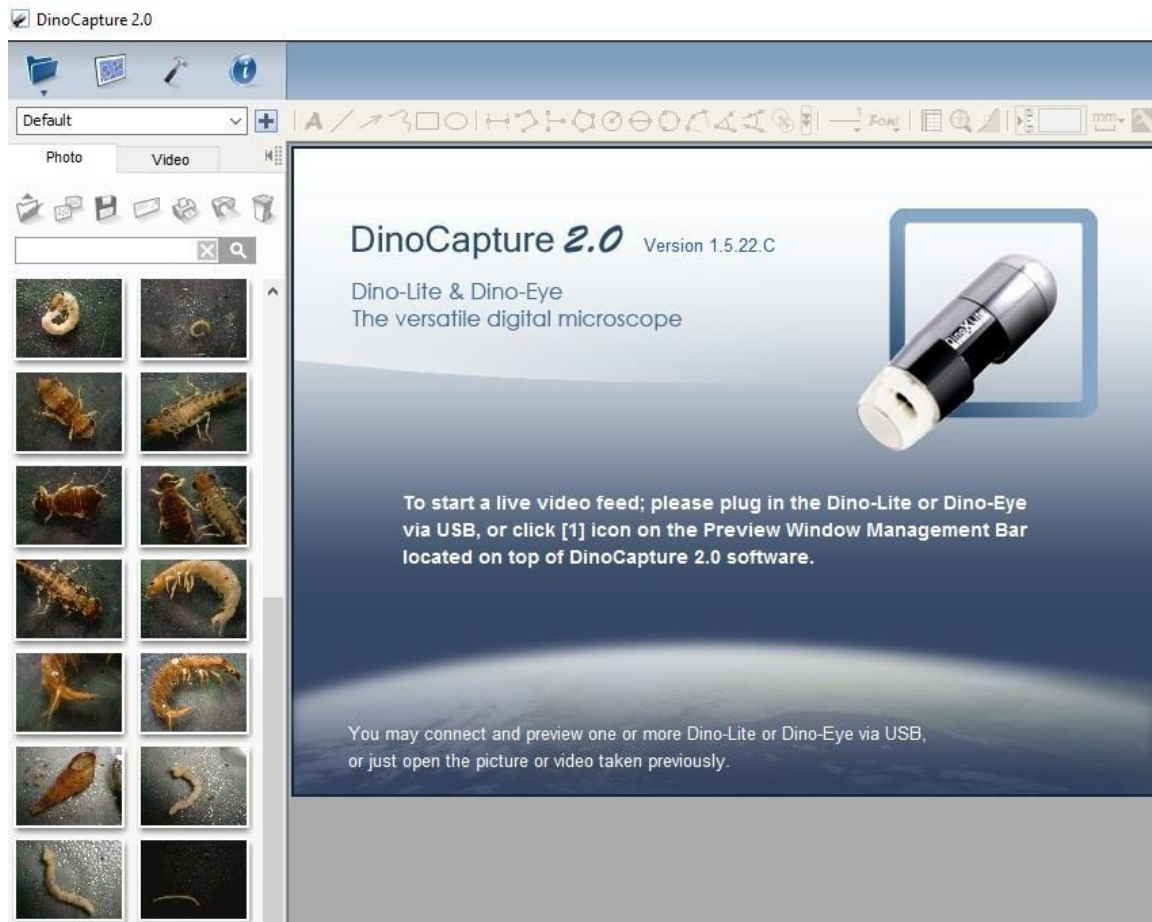 DinoCapture 2.0
Default
A
FONT
mm
Photo
Video
DinoCapture 2.0 Version 1.5.22.C
Dino-Lite & Dino-Eye
The versatile digital microscope
Dino-Lite
To start a live video feed; please plug in the Dino-Lite or Dino-Eye
via USB, or click [1] icon on the Preview Window Management Bar
located on top of DinoCapture 2.0 software.
You may connect and preview one or more Dino-Lite or Dino-Eye via USB,
or just open the picture or video taken previously.